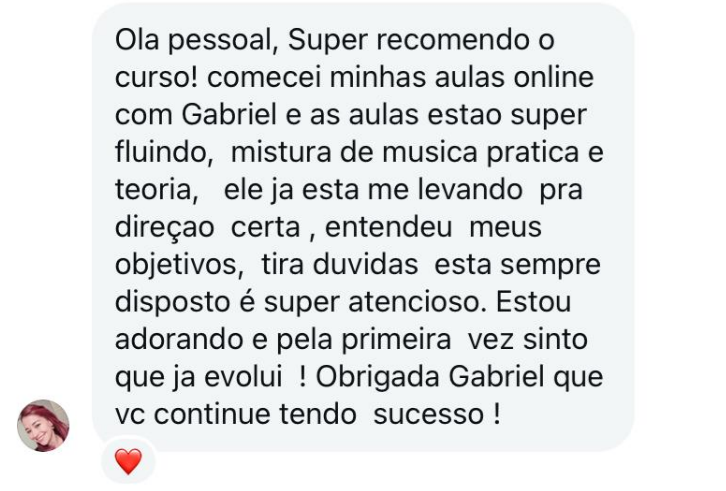 Ola pessoal, Super recomendo o
curso! comecei minhas aulas online
com Gabriel e as aulas estao super
fluindo,  mistura de musica pratica e
teoria,   ele ja esta me levando  pra
direçao  certa , entendeu  meus
objetivos,  tira duvidas  esta sempre
disposto é super atencioso. Estou
adorando e pela primeira  vez sinto
que ja evolui  ! Obrigada Gabriel que
vc continue tendo  sucesso !